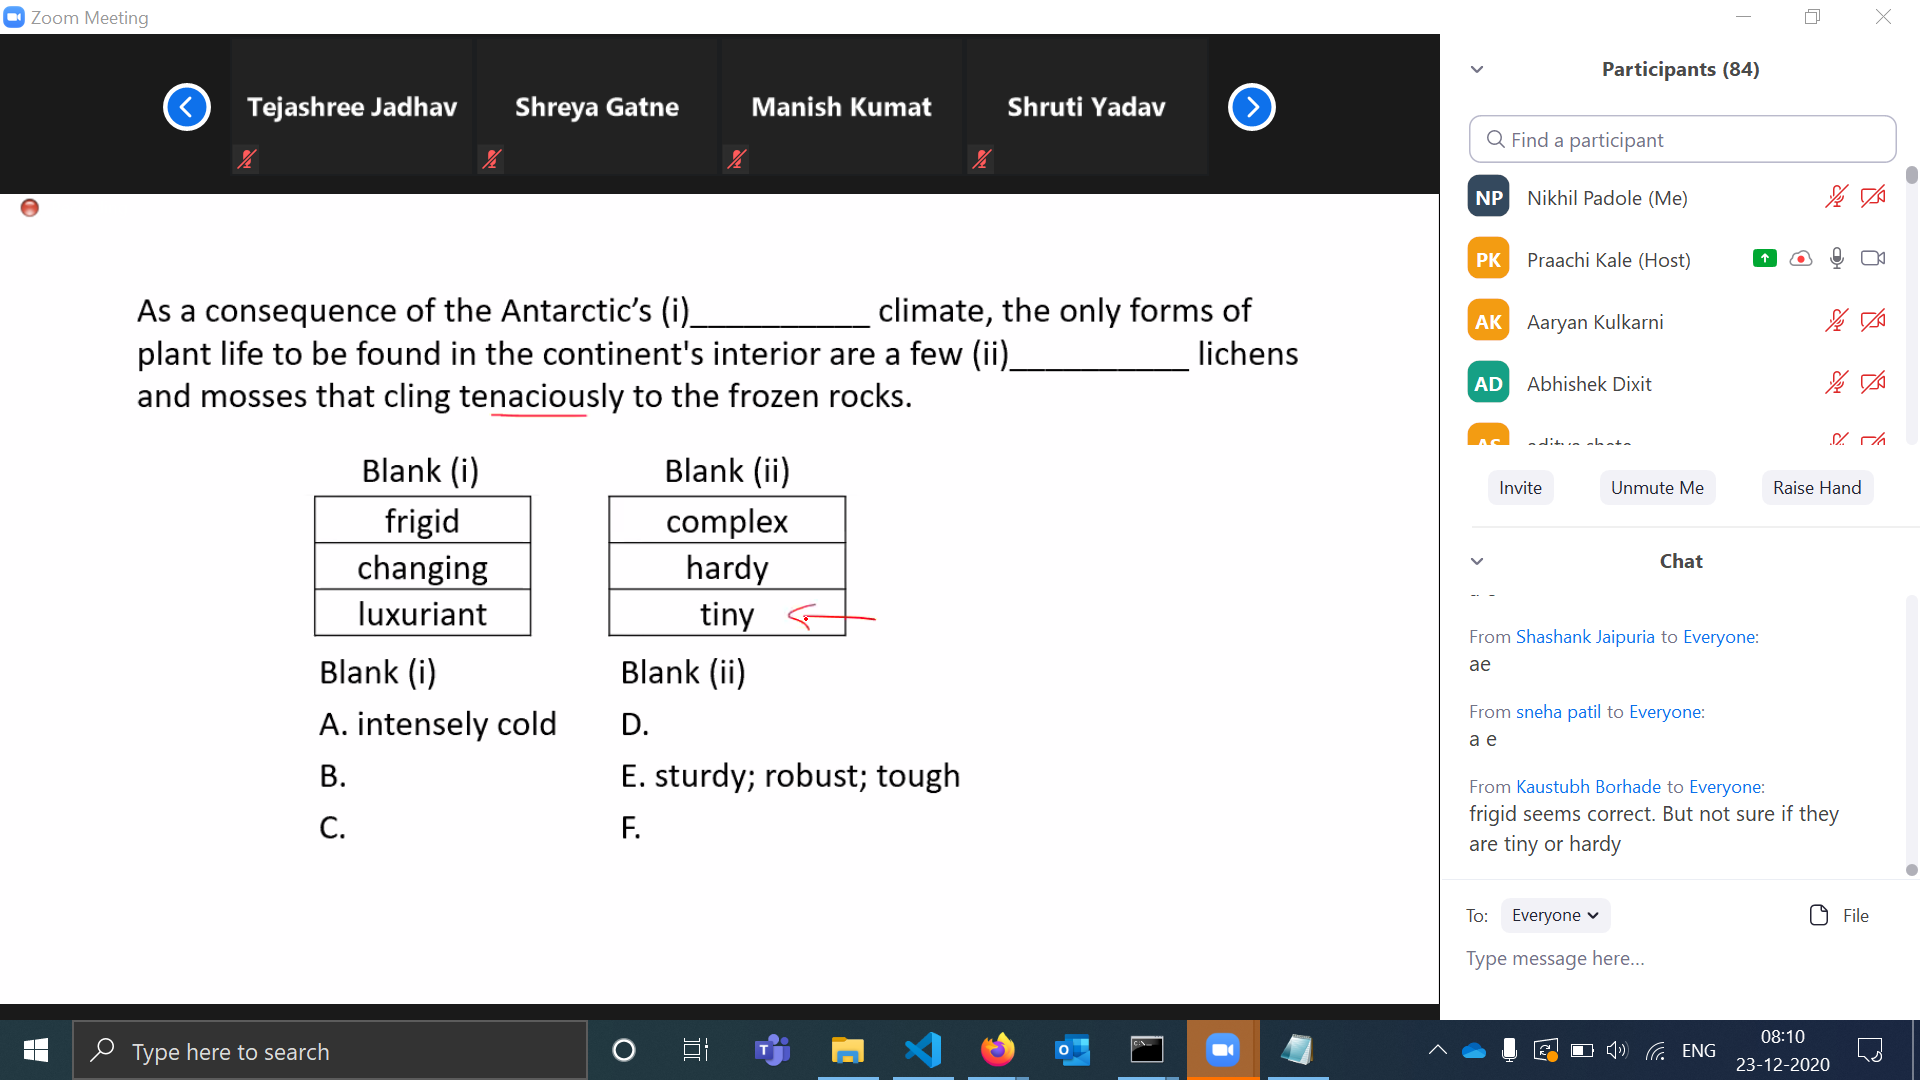 Zoom Meeting
Tejashree Jadhav
Shreya Gatne
Manish Kumat
Shruti Yadav
As a consequence of the Antarctic’s (i)__________ climate, the only forms of
plant life to be found in the continent's interior are a few (ii)__________ lichens
and mosses that cling tenaciously to the frozen rocks.
Blank (i) Blank (ii)
frigid complex
changing hardy
luxuriant tiny
Blank (i) Blank (ii)
A. intensely cold D.
B. E. sturdy; robust; tough
C. F.
Participants (84)
Find a participant
NP Nikhil Padole (Me)
PK Praachi Kale (Host)
AK Aaryan Kulkarni
AD Abhishek Dixit
Invite Unmute Me Raise Hand
Chat
From Shashank Jaipuria to Everyone:
ae
From sneha patil to Everyone:
a e
From Kaustubh Borhade to Everyone:
frigid seems correct. But not sure if they
are tiny or hardy
To: Everyone File
Type message here...
Type here to search
ENG
08:10
23-12-2020